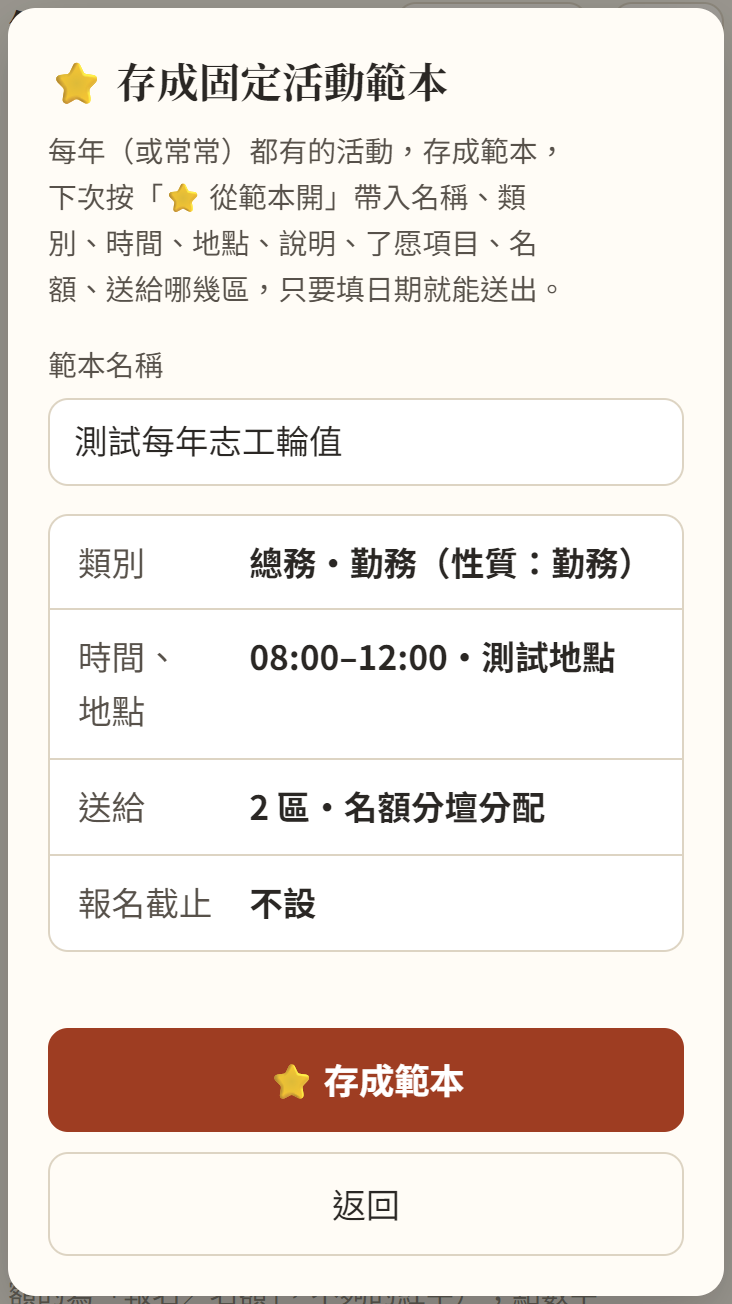 ⭐ 存成固定活動範本
每年（或常常）都有的活動，存成範本，
下次按「⭐ 從範本開」帶入名稱、類
別、時間、地點、說明、了愿項目、名
額、送給哪幾區，只要填日期就能送出。
範本名稱
測試每年志工輪值
類別 總務・勤務（性質：勤務）
時間、 08:00–12:00・測試地點
地點
送給 2 區・名額分壇分配
報名截止 不設
⭐ 存成範本
返回